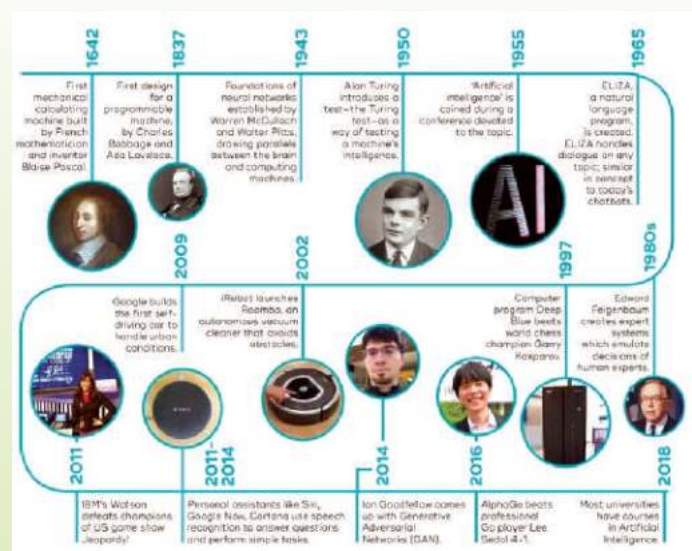 1642
1837
1943
1950
1955
1965
First
mechanical
calculating
machine built
by French
mathematician
and inventor
Blaise Pascal.
First design
for a
programmable
machine,
by Charles
Babbage and
Ada Lovelace.
Foundations of
neural networks
established by
Warren McCulloch
and Walter Pitts,
drawing parallels
between the brain
and computing
machines.
Alan Turing
introduces a
test—the Turing
test—as a
way of testing
a machine's
intelligence.
'Artificial
intelligence' is
coined during a
conference devoted
to the topic.
ELIZA,
a natural
language
program,
is created.
ELIZA handles
dialogue on any
topic; similar
in concept
to today's
chatbots.
AI
2009
2002
1997
1980s
Google builds
the first self-
driving car to
handle urban
conditions.
iRobot launches
Roomba, an
autonomous vacuum
cleaner that avoids
obstacles.
Computer
program Deep
Blue beats
world chess
champion Garry
Kasparov.
Edward
Feigenbaum
creates expert
systems
which emulate
decisions of
human experts.
2011
2011–
2014
2014
2016
2018
IBM's Watson
defeats champions
of US game show
Jeopardy!
Personal assistants like Siri,
Google Now, Cortana use speech
recognition to answer questions
and perform simple tasks.
Ian Goodfellow comes
up with Generative
Adversarial
Networks (GAN).
AlphaGo beats
professional
Go player Lee
Sedol 4-1.
Most universities
have courses
in Artificial
Intelligence